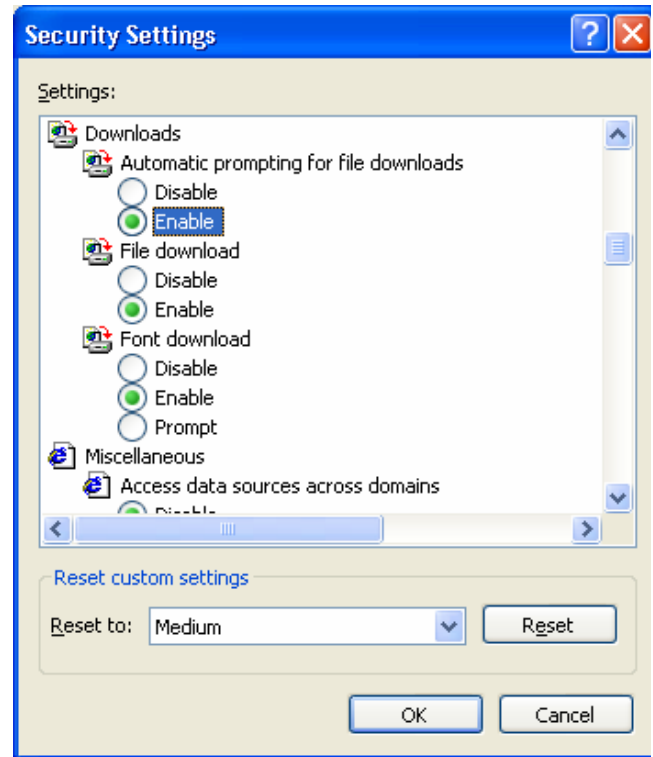 Security Settings
Settings:
Downloads
Automatic prompting for file downloads
Disable
Enable
File download
Disable
Enable
Font download
Disable
Enable
Prompt
Miscellaneous
Access data sources across domains
Disable
Reset custom settings
Reset to: Medium Reset
OK Cancel